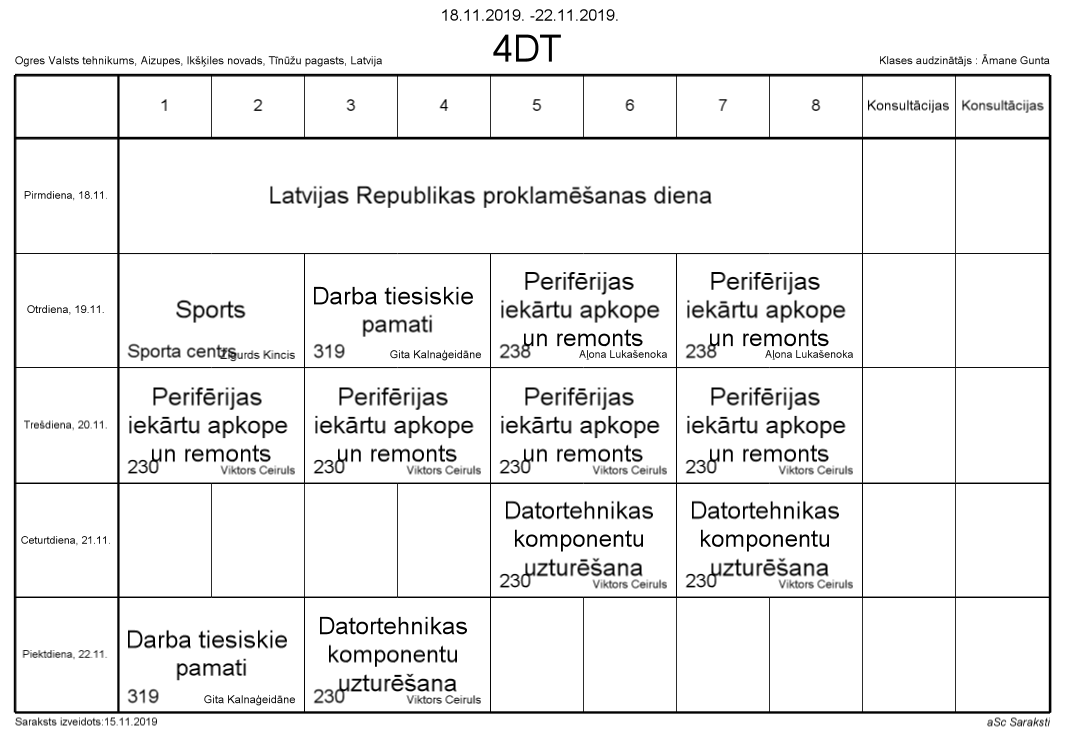 18.11.2019. -22.11.2019.
4DT
Ogres Valsts tehnikums, Aizupes, Ikšķiles novads, Tīnūžu pagasts, Latvija
Klases audzinātājs : Āmane Gunta
1 2 3 4 5 6 7 8 Konsultācijas Konsultācijas
Pirmdiena, 18.11.
Latvijas Republikas proklamēšanas diena
Otrdiena, 19.11.
Sports
Sporta centrs Zigurds Kincis
Darba tiesiskie
pamati
319 Gita Kalnaģeidāne
Perifērijas
iekārtu apkope
un remonts
238 Aļona Lukašenoka
Perifērijas
iekārtu apkope
un remonts
238 Aļona Lukašenoka
Trešdiena, 20.11.
Perifērijas
iekārtu apkope
un remonts
230 Viktors Ceiruls
Perifērijas
iekārtu apkope
un remonts
230 Viktors Ceiruls
Perifērijas
iekārtu apkope
un remonts
230 Viktors Ceiruls
Perifērijas
iekārtu apkope
un remonts
230 Viktors Ceiruls
Ceturtdiena, 21.11.
Datortehnikas
komponentu
uzturēšana
230 Viktors Ceiruls
Datortehnikas
komponentu
uzturēšana
230 Viktors Ceiruls
Piektdiena, 22.11.
Darba tiesiskie
pamati
319 Gita Kalnaģeidāne
Datortehnikas
komponentu
uzturēšana
230 Viktors Ceiruls
Saraksts izveidots:15.11.2019
aSc Saraksti